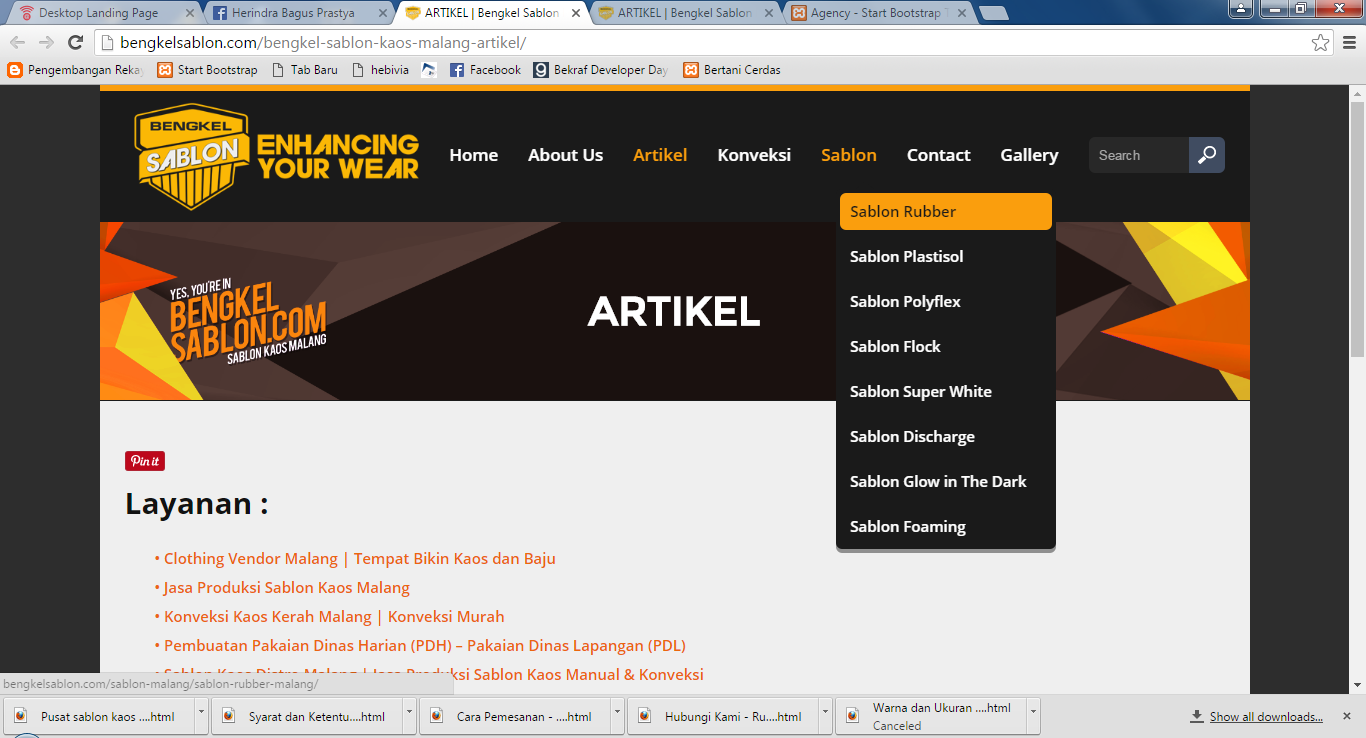 Desktop Landing Page
Herindra Bagus Prastya
ARTIKEL | Bengkel Sablon
ARTIKEL | Bengkel Sablon
Agency - Start Bootstrap T
bengkelsablon.com/bengkel-sablon-kaos-malang-artikel/
Pengembangan Reka
Start Bootstrap
Tab Baru
hebivia
Facebook
Bekraf Developer Day
Bertani Cerdas
BENGKEL
SABLON
ENHANCING
YOUR WEAR
Home
About Us
Artikel
Konveksi
Sablon
Contact
Gallery
Search
Sablon Rubber
Sablon Plastisol
Sablon Polyflex
Sablon Flock
Sablon Super White
Sablon Discharge
Sablon Glow in The Dark
Sablon Foaming
YES, YOU'RE IN
BENGKEL
SABLON.COM
SABLON KAOS MALANG
ARTIKEL
Pin it
Layanan :
• Clothing Vendor Malang | Tempat Bikin Kaos dan Baju
• Jasa Produksi Sablon Kaos Malang
• Konveksi Kaos Kerah Malang | Konveksi Murah
• Pembuatan Pakaian Dinas Harian (PDH) – Pakaian Dinas Lapangan (PDL)
• Sablon Kaos Distro Malang | Jasa Produksi Sablon Kaos Manual & Konveksi
bengkelsablon.com/sablon-malang/sablon-rubber-malang/
Pusat sablon kaos ....html
Syarat dan Ketentu....html
Cara Pemesanan - ....html
Hubungi Kami - Ru....html
Warna dan Ukuran ....html
Canceled
Show all downloads...